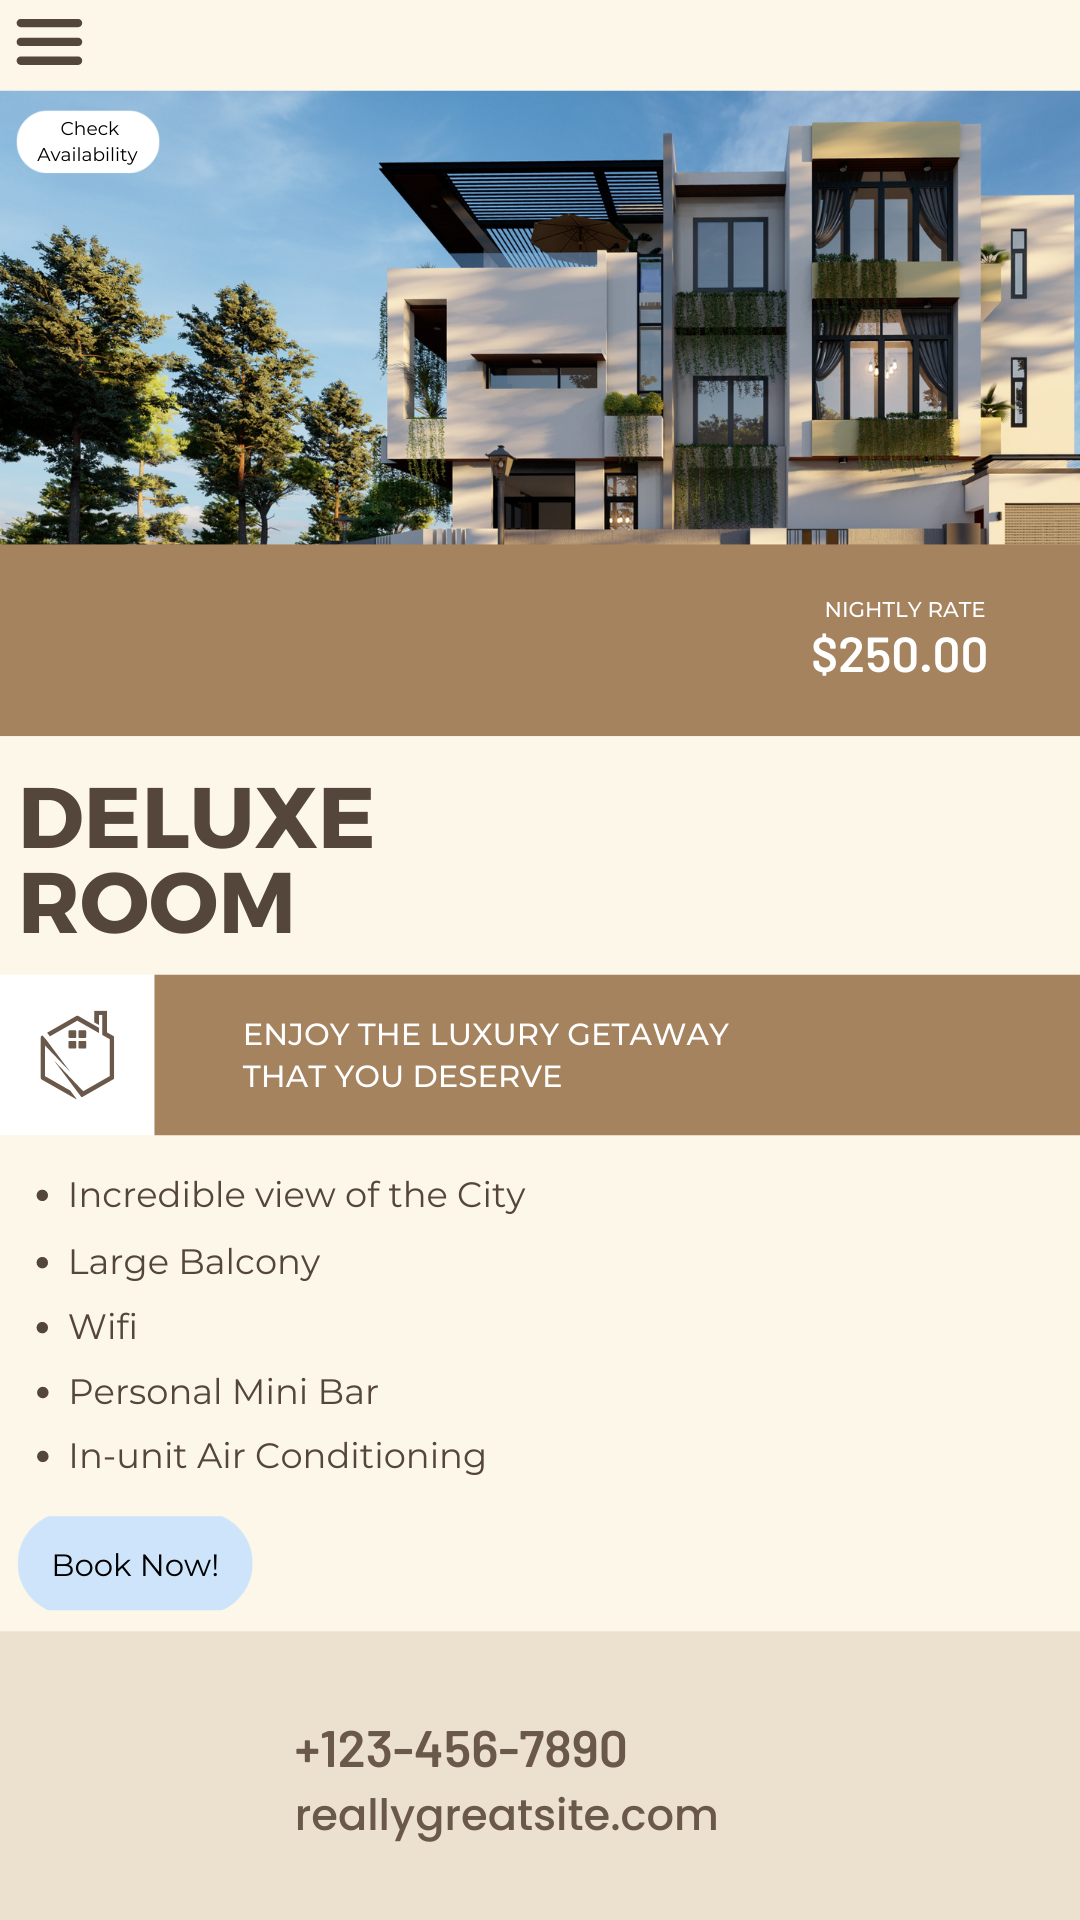 Check
Availability
NIGHTLY RATE
$250.00
DELUXE
ROOM
ENJOY THE LUXURY GETAWAY
THAT YOU DESERVE
• Incredible view of the City
• Large Balcony
• Wifi
• Personal Mini Bar
• In-unit Air Conditioning
Book Now!
+123-456-7890
reallygreatsite.com